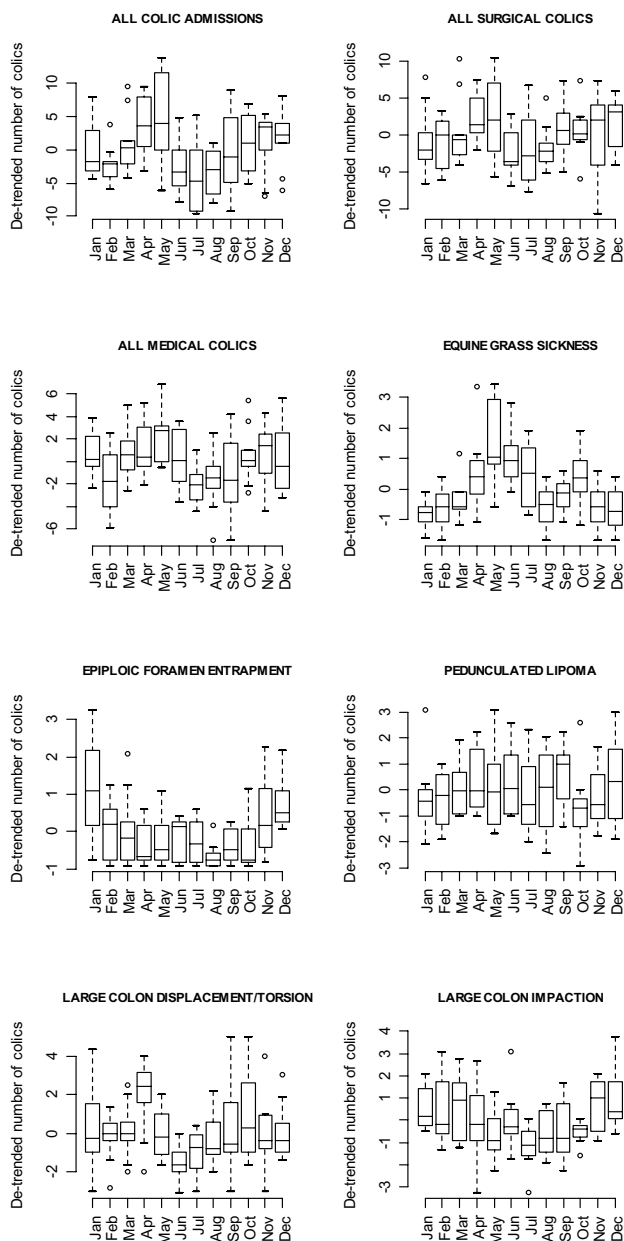 ALL COLIC ADMISSIONS
De-trended number of colics
10
5
0
-5
-10
Jan Feb Mar Apr May Jun Jul Aug Sep Oct Nov Dec
ALL SURGICAL COLICS
De-trended number of colics
10
5
0
-5
-10
Jan Feb Mar Apr May Jun Jul Aug Sep Oct Nov Dec
ALL MEDICAL COLICS
De-trended number of colics
6
2
-2
-6
Jan Feb Mar Apr May Jun Jul Aug Sep Oct Nov Dec
EQUINE GRASS SICKNESS
De-trended number of colics
3
2
1
0
-1
Jan Feb Mar Apr May Jun Jul Aug Sep Oct Nov Dec
EPIPLOIC FORAMEN ENTRAPMENT
De-trended number of colics
3
2
1
0
-1
Jan Feb Mar Apr May Jun Jul Aug Sep Oct Nov Dec
PEDUNCULATED LIPOMA
De-trended number of colics
3
2
1
0
-1
-2
-3
Jan Feb Mar Apr May Jun Jul Aug Sep Oct Nov Dec
LARGE COLON DISPLACEMENT/TORSION
De-trended number of colics
4
2
0
-2
Jan Feb Mar Apr May Jun Jul Aug Sep Oct Nov Dec
LARGE COLON IMPACTION
De-trended number of colics
4
3
1
-1
-3
Jan Feb Mar Apr May Jun Jul Aug Sep Oct Nov Dec